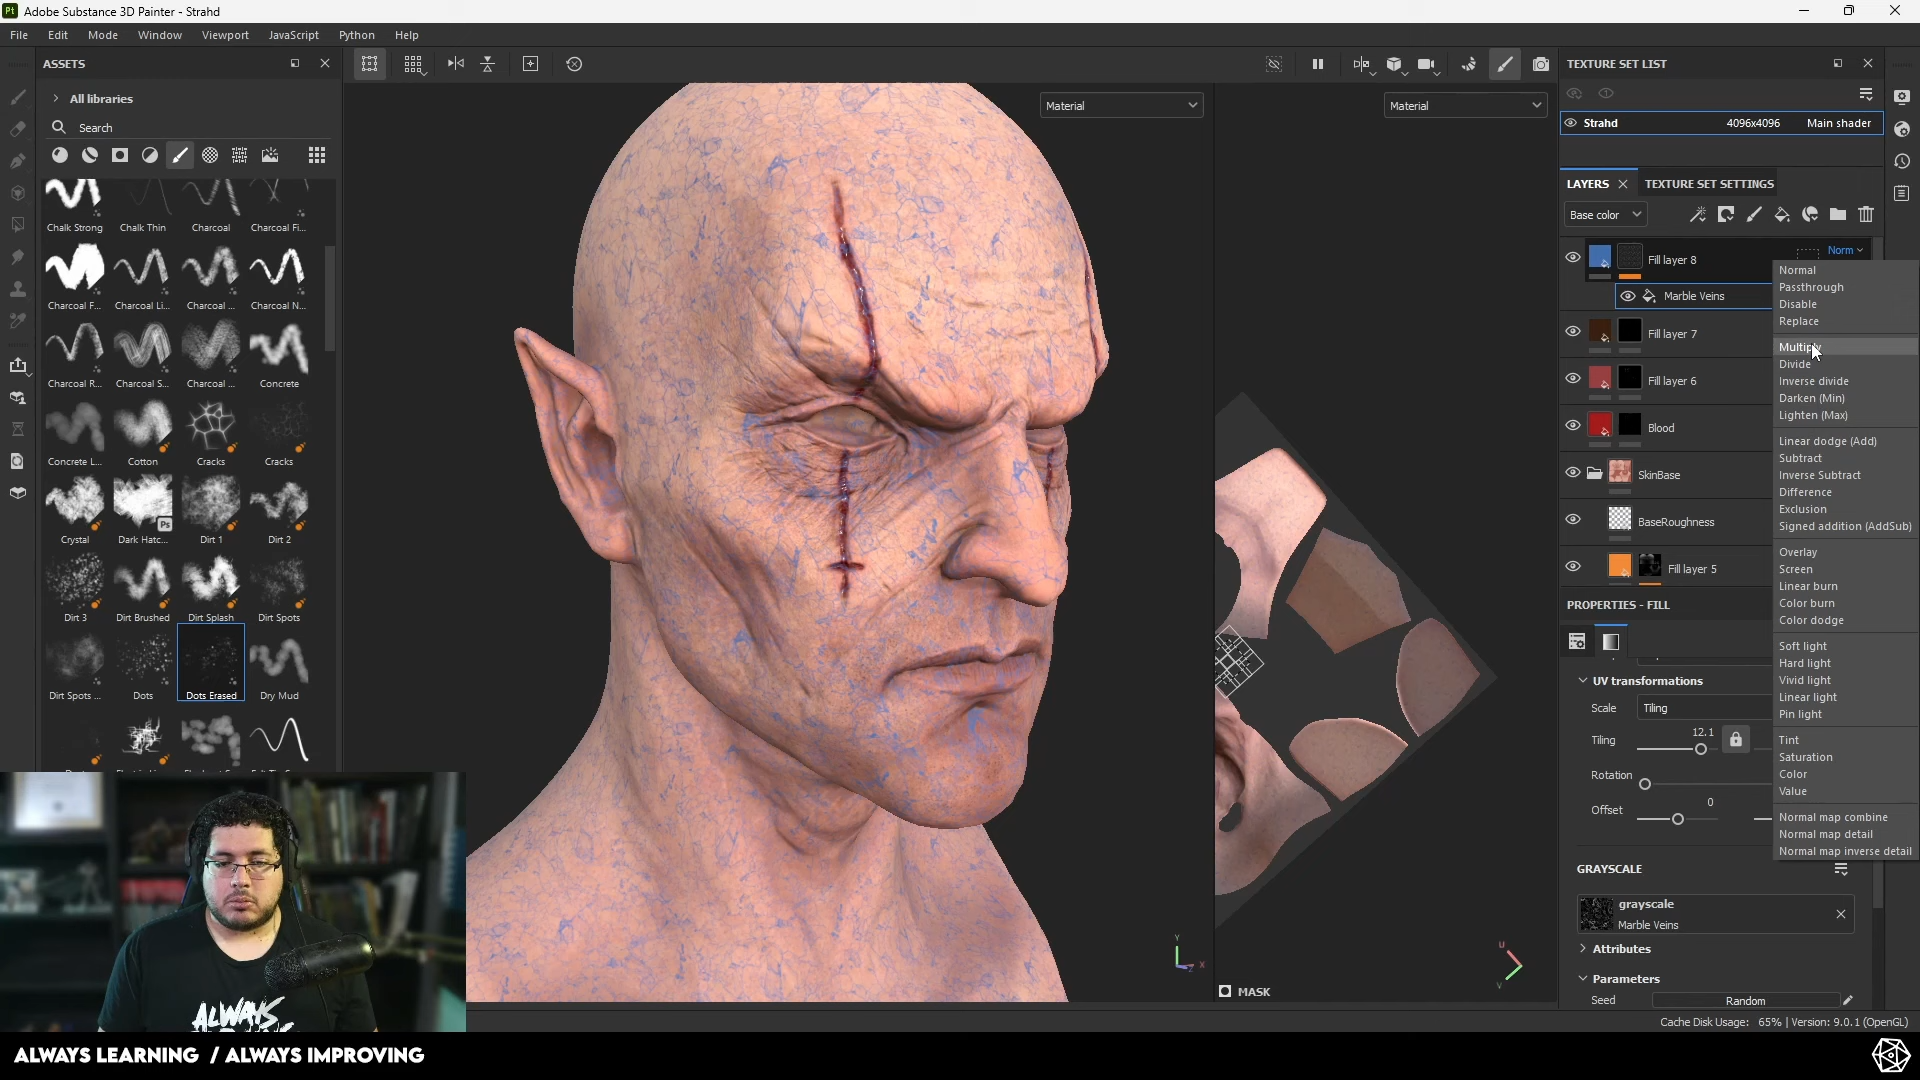 Pt Adobe Substance 3D Painter - Strahd
File Edit Mode Window Viewport JavaScript Python Help
ASSETS
All libraries
Search
Chalk Strong Chalk Thin Charcoal Charcoal Fi...
Charcoal F... Charcoal Li... Charcoal ... Charcoal N...
Charcoal R... Charcoal S... Charcoal ... Concrete
Concrete L... Cotton Cracks Cracks
Ps
Crystal Dark Hatc... Dirt 1 Dirt 2
Dirt 3 Dirt Brushed Dirt Splash Dirt Spots
Dirt Spots ... Dots Dots Erased Dry Mud
Material
Material
Y
X
Z
U
V
MASK
TEXTURE SET LIST
Strahd 4096x4096 Main shader
LAYERS TEXTURE SET SETTINGS
Base color
Fill layer 8 Norm
Marble Veins
Fill layer 7
Fill layer 6
Blood
SkinBase
BaseRoughness
Fill layer 5
Normal
Passthrough
Disable
Replace
Multiply
Divide
Inverse divide
Darken (Min)
Lighten (Max)
Linear dodge (Add)
Subtract
Inverse Subtract
Difference
Exclusion
Signed addition (AddSub)
Overlay
Screen
Linear burn
Color burn
Color dodge
Soft light
Hard light
Vivid light
Linear light
Pin light
Tint
Saturation
Color
Value
Normal map combine
Normal map detail
Normal map inverse detail
PROPERTIES - FILL
UV transformations
Scale Tiling
Tiling 12.1
Rotation
Offset 0
GRAYSCALE
grayscale
Marble Veins
Attributes
Parameters
Seed Random
Cache Disk Usage: 65% | Version: 9.0.1 (OpenGL)
ALWAYS
ALWAYS LEARNING / ALWAYS IMPROVING